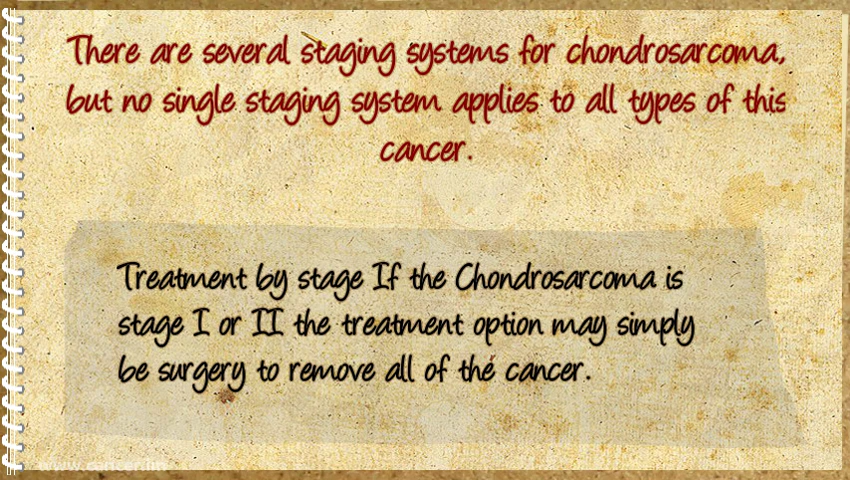 There are several staging systems for chondrosarcoma,
but no single staging system applies to all types of this
cancer.
Treatment by stage If the Chondrosarcoma is
stage I or II the treatment option may simply
be surgery to remove all of the cancer.